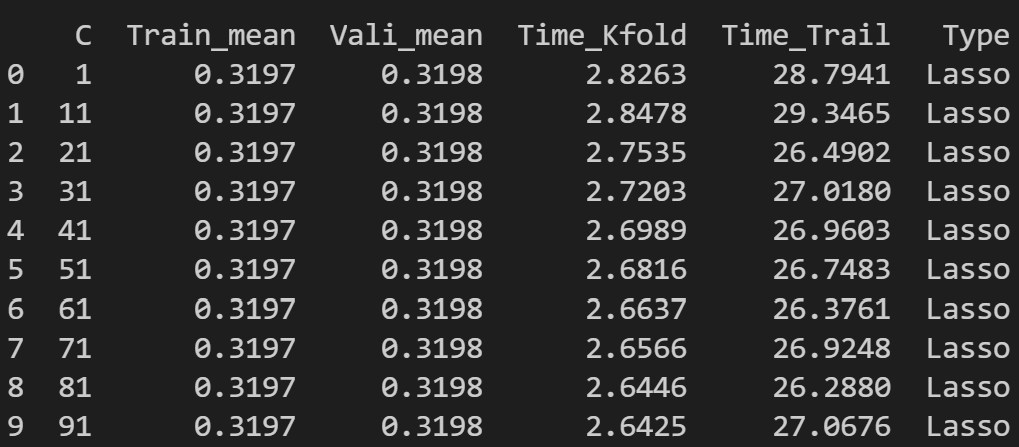 C Train_mean Vali_mean Time_Kfold Time_Trail Type
0 1 0.3197 0.3198 2.8263 28.7941 Lasso
1 11 0.3197 0.3198 2.8478 29.3465 Lasso
2 21 0.3197 0.3198 2.7535 26.4902 Lasso
3 31 0.3197 0.3198 2.7203 27.0180 Lasso
4 41 0.3197 0.3198 2.6989 26.9603 Lasso
5 51 0.3197 0.3198 2.6816 26.7483 Lasso
6 61 0.3197 0.3198 2.6637 26.3761 Lasso
7 71 0.3197 0.3198 2.6566 26.9248 Lasso
8 81 0.3197 0.3198 2.6446 26.2880 Lasso
9 91 0.3197 0.3198 2.6425 27.0676 Lasso